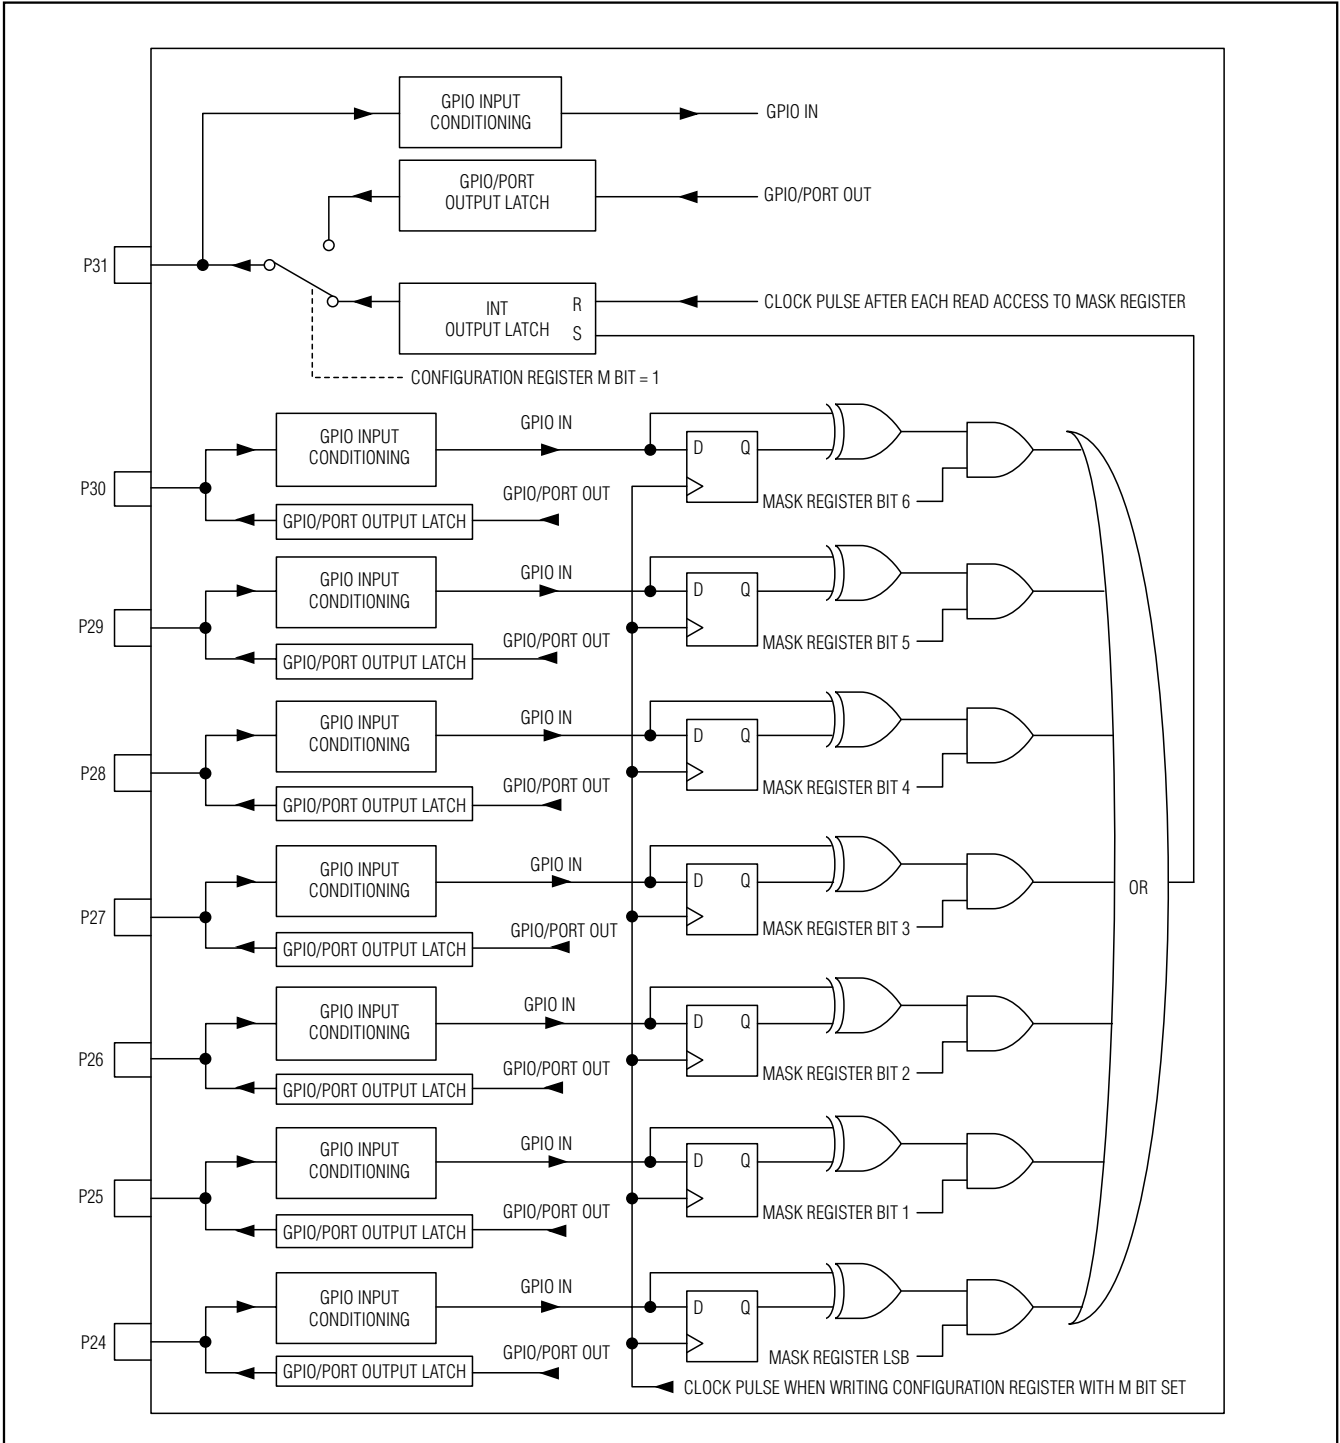 GPIO INPUT
CONDITIONING
GPIO IN
GPIO/PORT
OUTPUT LATCH
GPIO/PORT OUT
P31
INT
OUTPUT LATCH
R
S
CLOCK PULSE AFTER EACH READ ACCESS TO MASK REGISTER
CONFIGURATION REGISTER M BIT = 1
GPIO INPUT
CONDITIONING
GPIO IN
D Q
P30
GPIO/PORT OUT
MASK REGISTER BIT 6
GPIO/PORT OUTPUT LATCH
GPIO INPUT
CONDITIONING
GPIO IN
D Q
P29
GPIO/PORT OUT
MASK REGISTER BIT 5
GPIO/PORT OUTPUT LATCH
GPIO INPUT
CONDITIONING
GPIO IN
D Q
P28
GPIO/PORT OUT
MASK REGISTER BIT 4
GPIO/PORT OUTPUT LATCH
GPIO INPUT
CONDITIONING
GPIO IN
D Q
OR
P27
GPIO/PORT OUT
MASK REGISTER BIT 3
GPIO/PORT OUTPUT LATCH
GPIO INPUT
CONDITIONING
GPIO IN
D Q
P26
GPIO/PORT OUT
MASK REGISTER BIT 2
GPIO/PORT OUTPUT LATCH
GPIO INPUT
CONDITIONING
GPIO IN
D Q
P25
GPIO/PORT OUT
MASK REGISTER BIT 1
GPIO/PORT OUTPUT LATCH
GPIO INPUT
CONDITIONING
GPIO IN
D Q
P24
GPIO/PORT OUT
MASK REGISTER LSB
GPIO/PORT OUTPUT LATCH
CLOCK PULSE WHEN WRITING CONFIGURATION REGISTER WITH M BIT SET